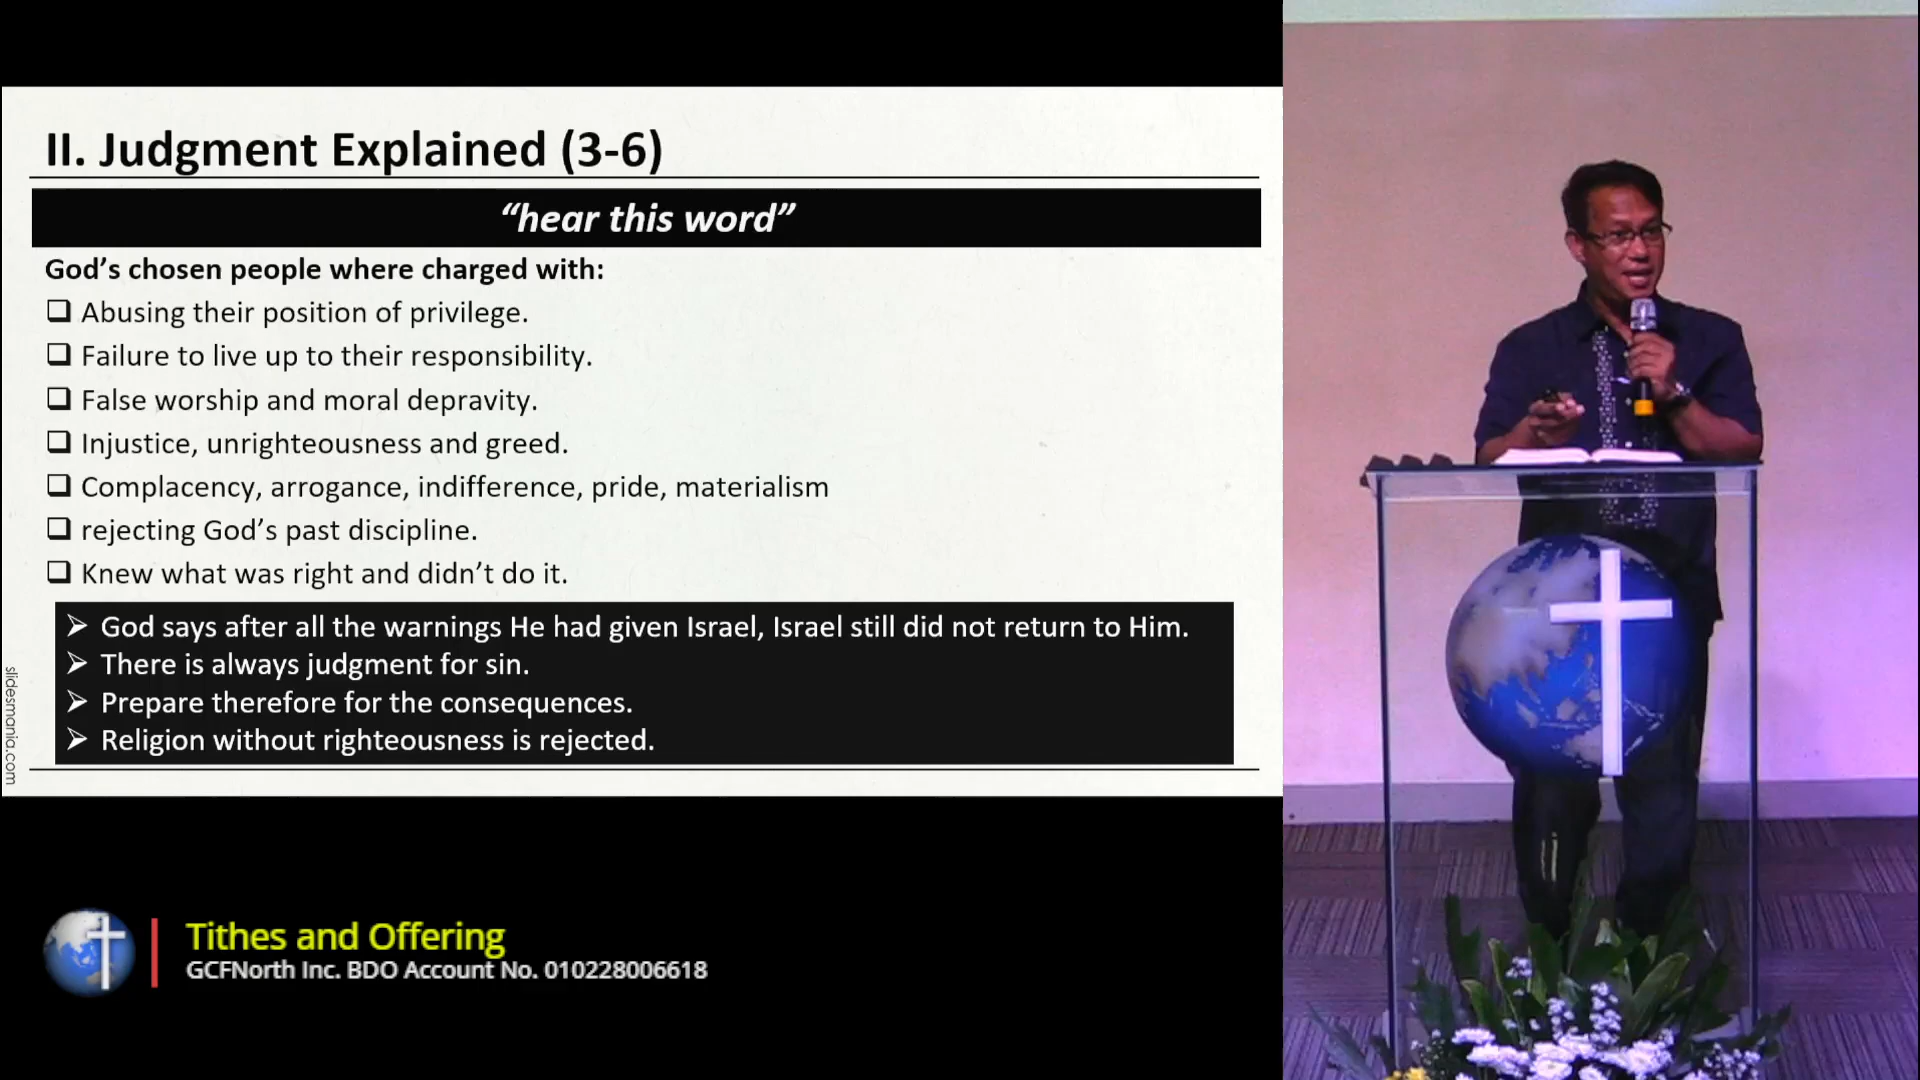 II. Judgment Explained (3-6)
“hear this word”
God’s chosen people where charged with:
❑ Abusing their position of privilege.
❑ Failure to live up to their responsibility.
❑ False worship and moral depravity.
❑ Injustice, unrighteousness and greed.
❑ Complacency, arrogance, indifference, pride, materialism
❑ rejecting God’s past discipline.
❑ Knew what was right and didn’t do it.
➢ God says after all the warnings He had given Israel, Israel still did not return to Him.
➢ There is always judgment for sin.
➢ Prepare therefore for the consequences.
➢ Religion without righteousness is rejected.
slidesmania.com
Tithes and Offering
GCFNorth Inc. BDO Account No. 010228006618